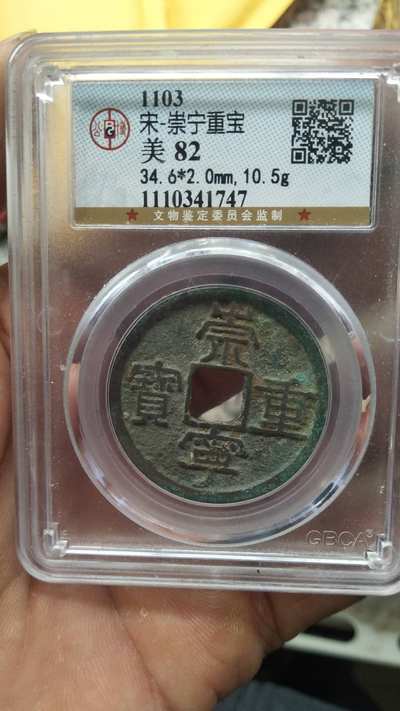 1103
宋-崇宁重宝
美 82
34.6*2.0mm, 10.5g
1110341747
★ 文物鉴定委员会监制 ★
崇
寶 重
寧
GBCA